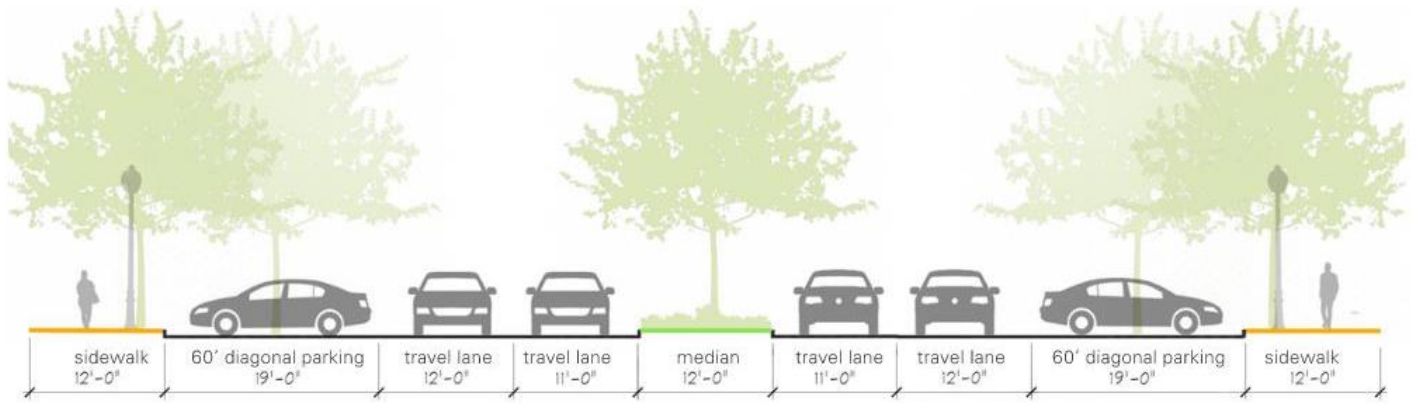 sidewalk 60' diagonal parking travel lane travel lane median travel lane travel lane 60' diagonal parking sidewalk
12'-0" 19'-0" 12'-0" 11'-0" 12'-0" 11'-0" 12'-0" 19'-0" 12'-0"